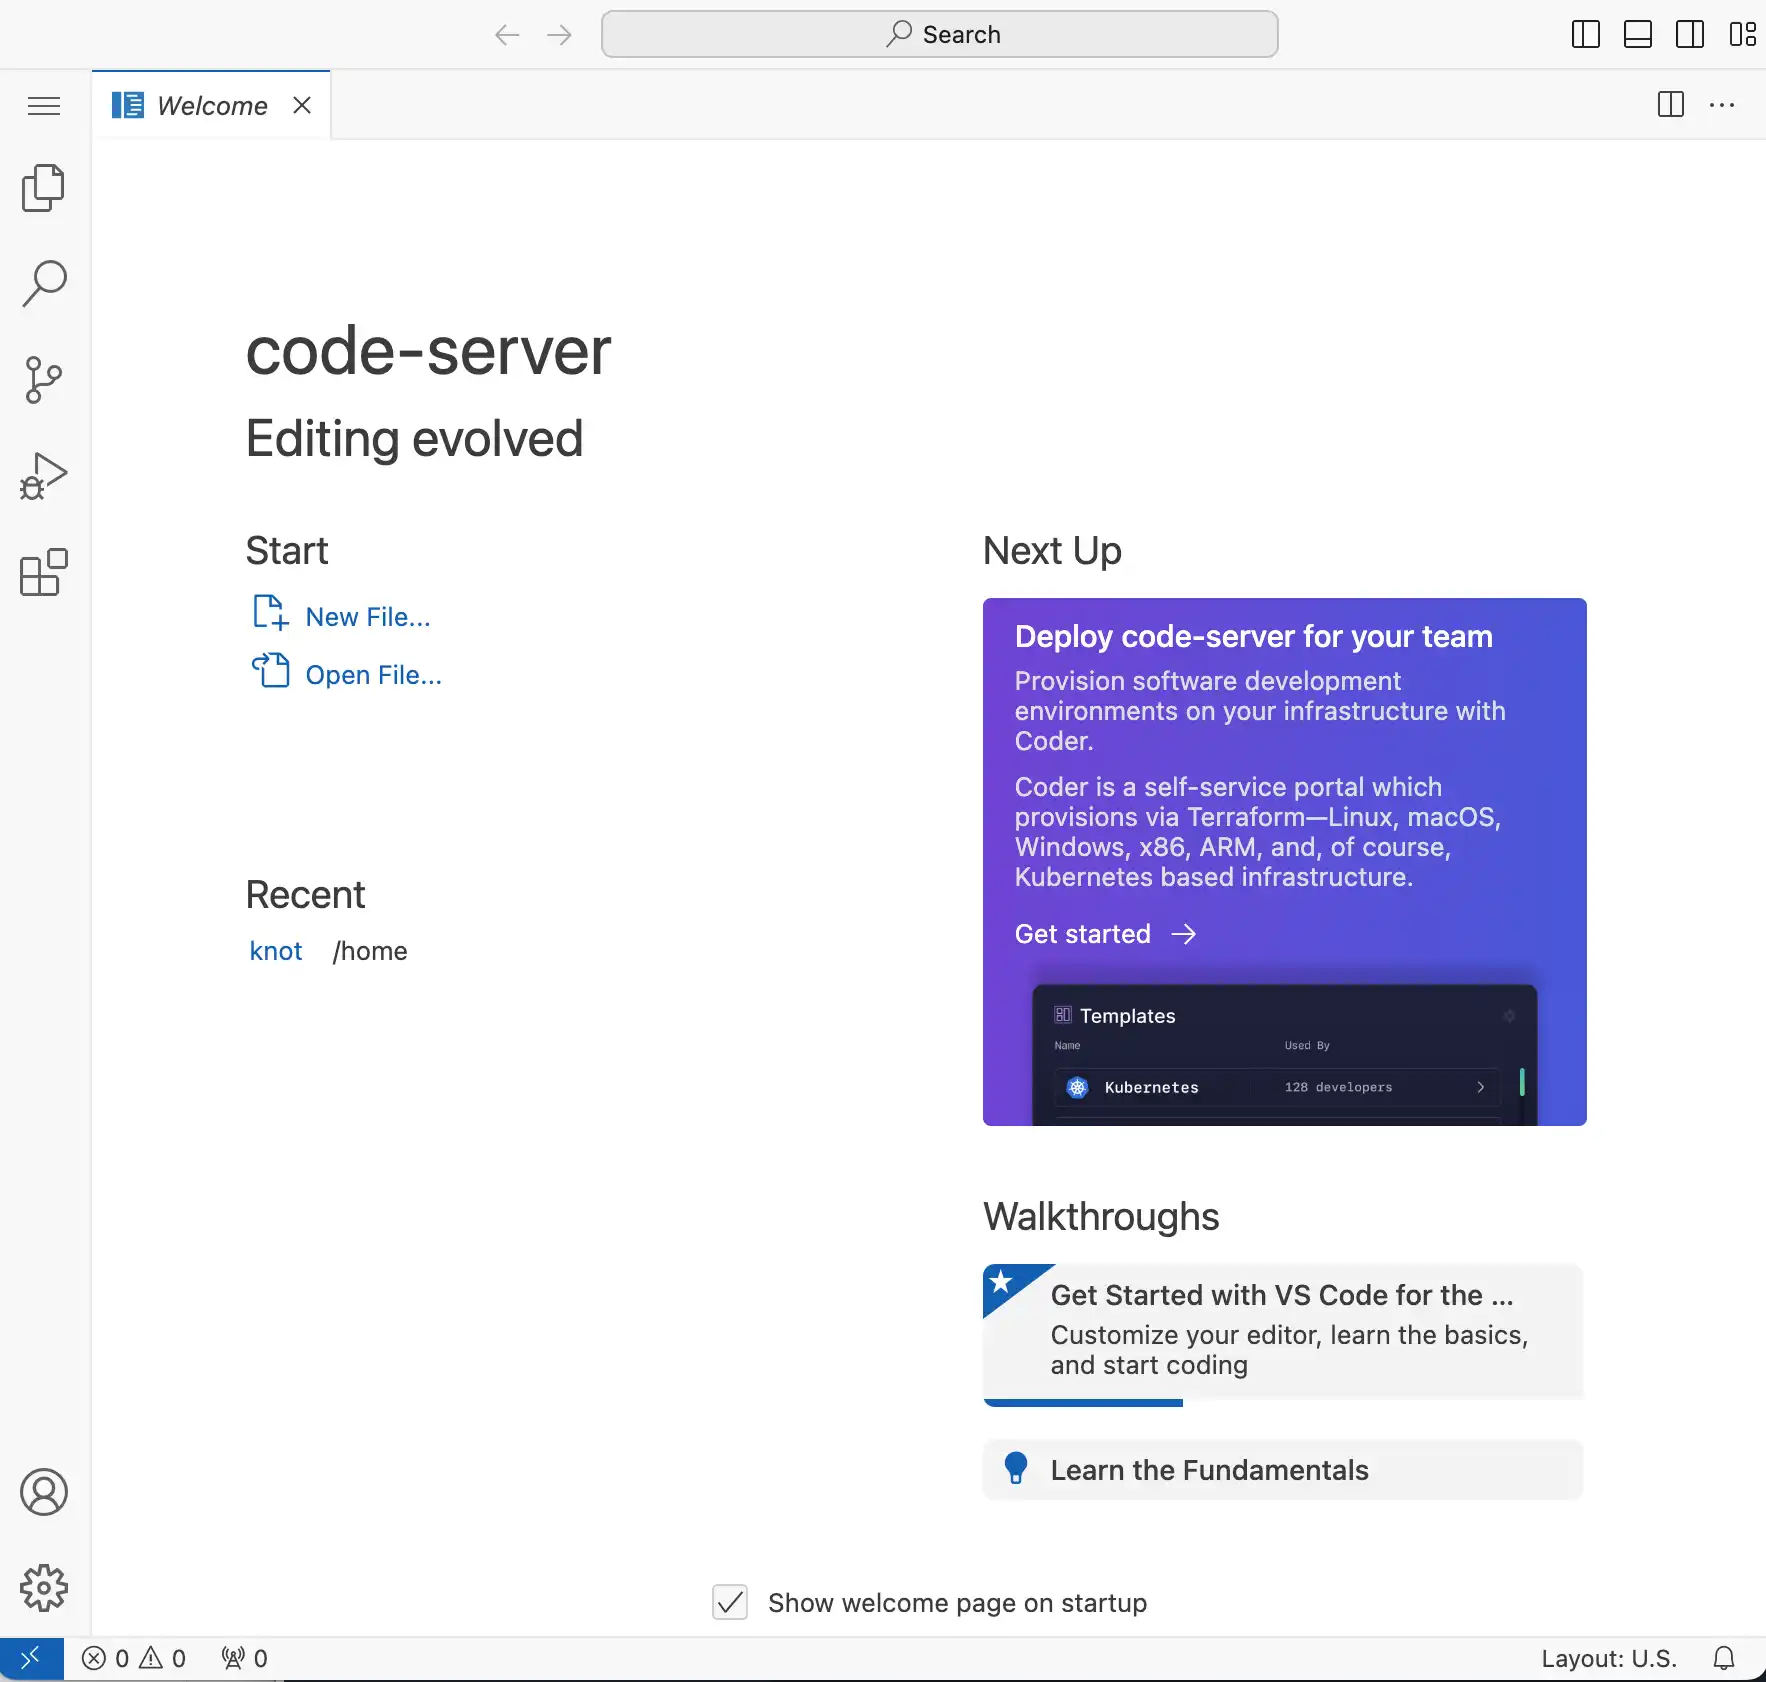 Search
Welcome
code-server
Editing evolved
Start
New File...
Open File...
Recent
knot /home
Next Up
Deploy code-server for your team
Provision software development
environments on your infrastructure with
Coder.
Coder is a self-service portal which
provisions via Terraform—Linux, macOS,
Windows, x86, ARM, and, of course,
Kubernetes based infrastructure.
Get started →
Templates
Name Used By
Kubernetes 128 developers
Walkthroughs
Get Started with VS Code for the ...
Customize your editor, learn the basics,
and start coding
Learn the Fundamentals
Show welcome page on startup
0 0 0
Layout: U.S.